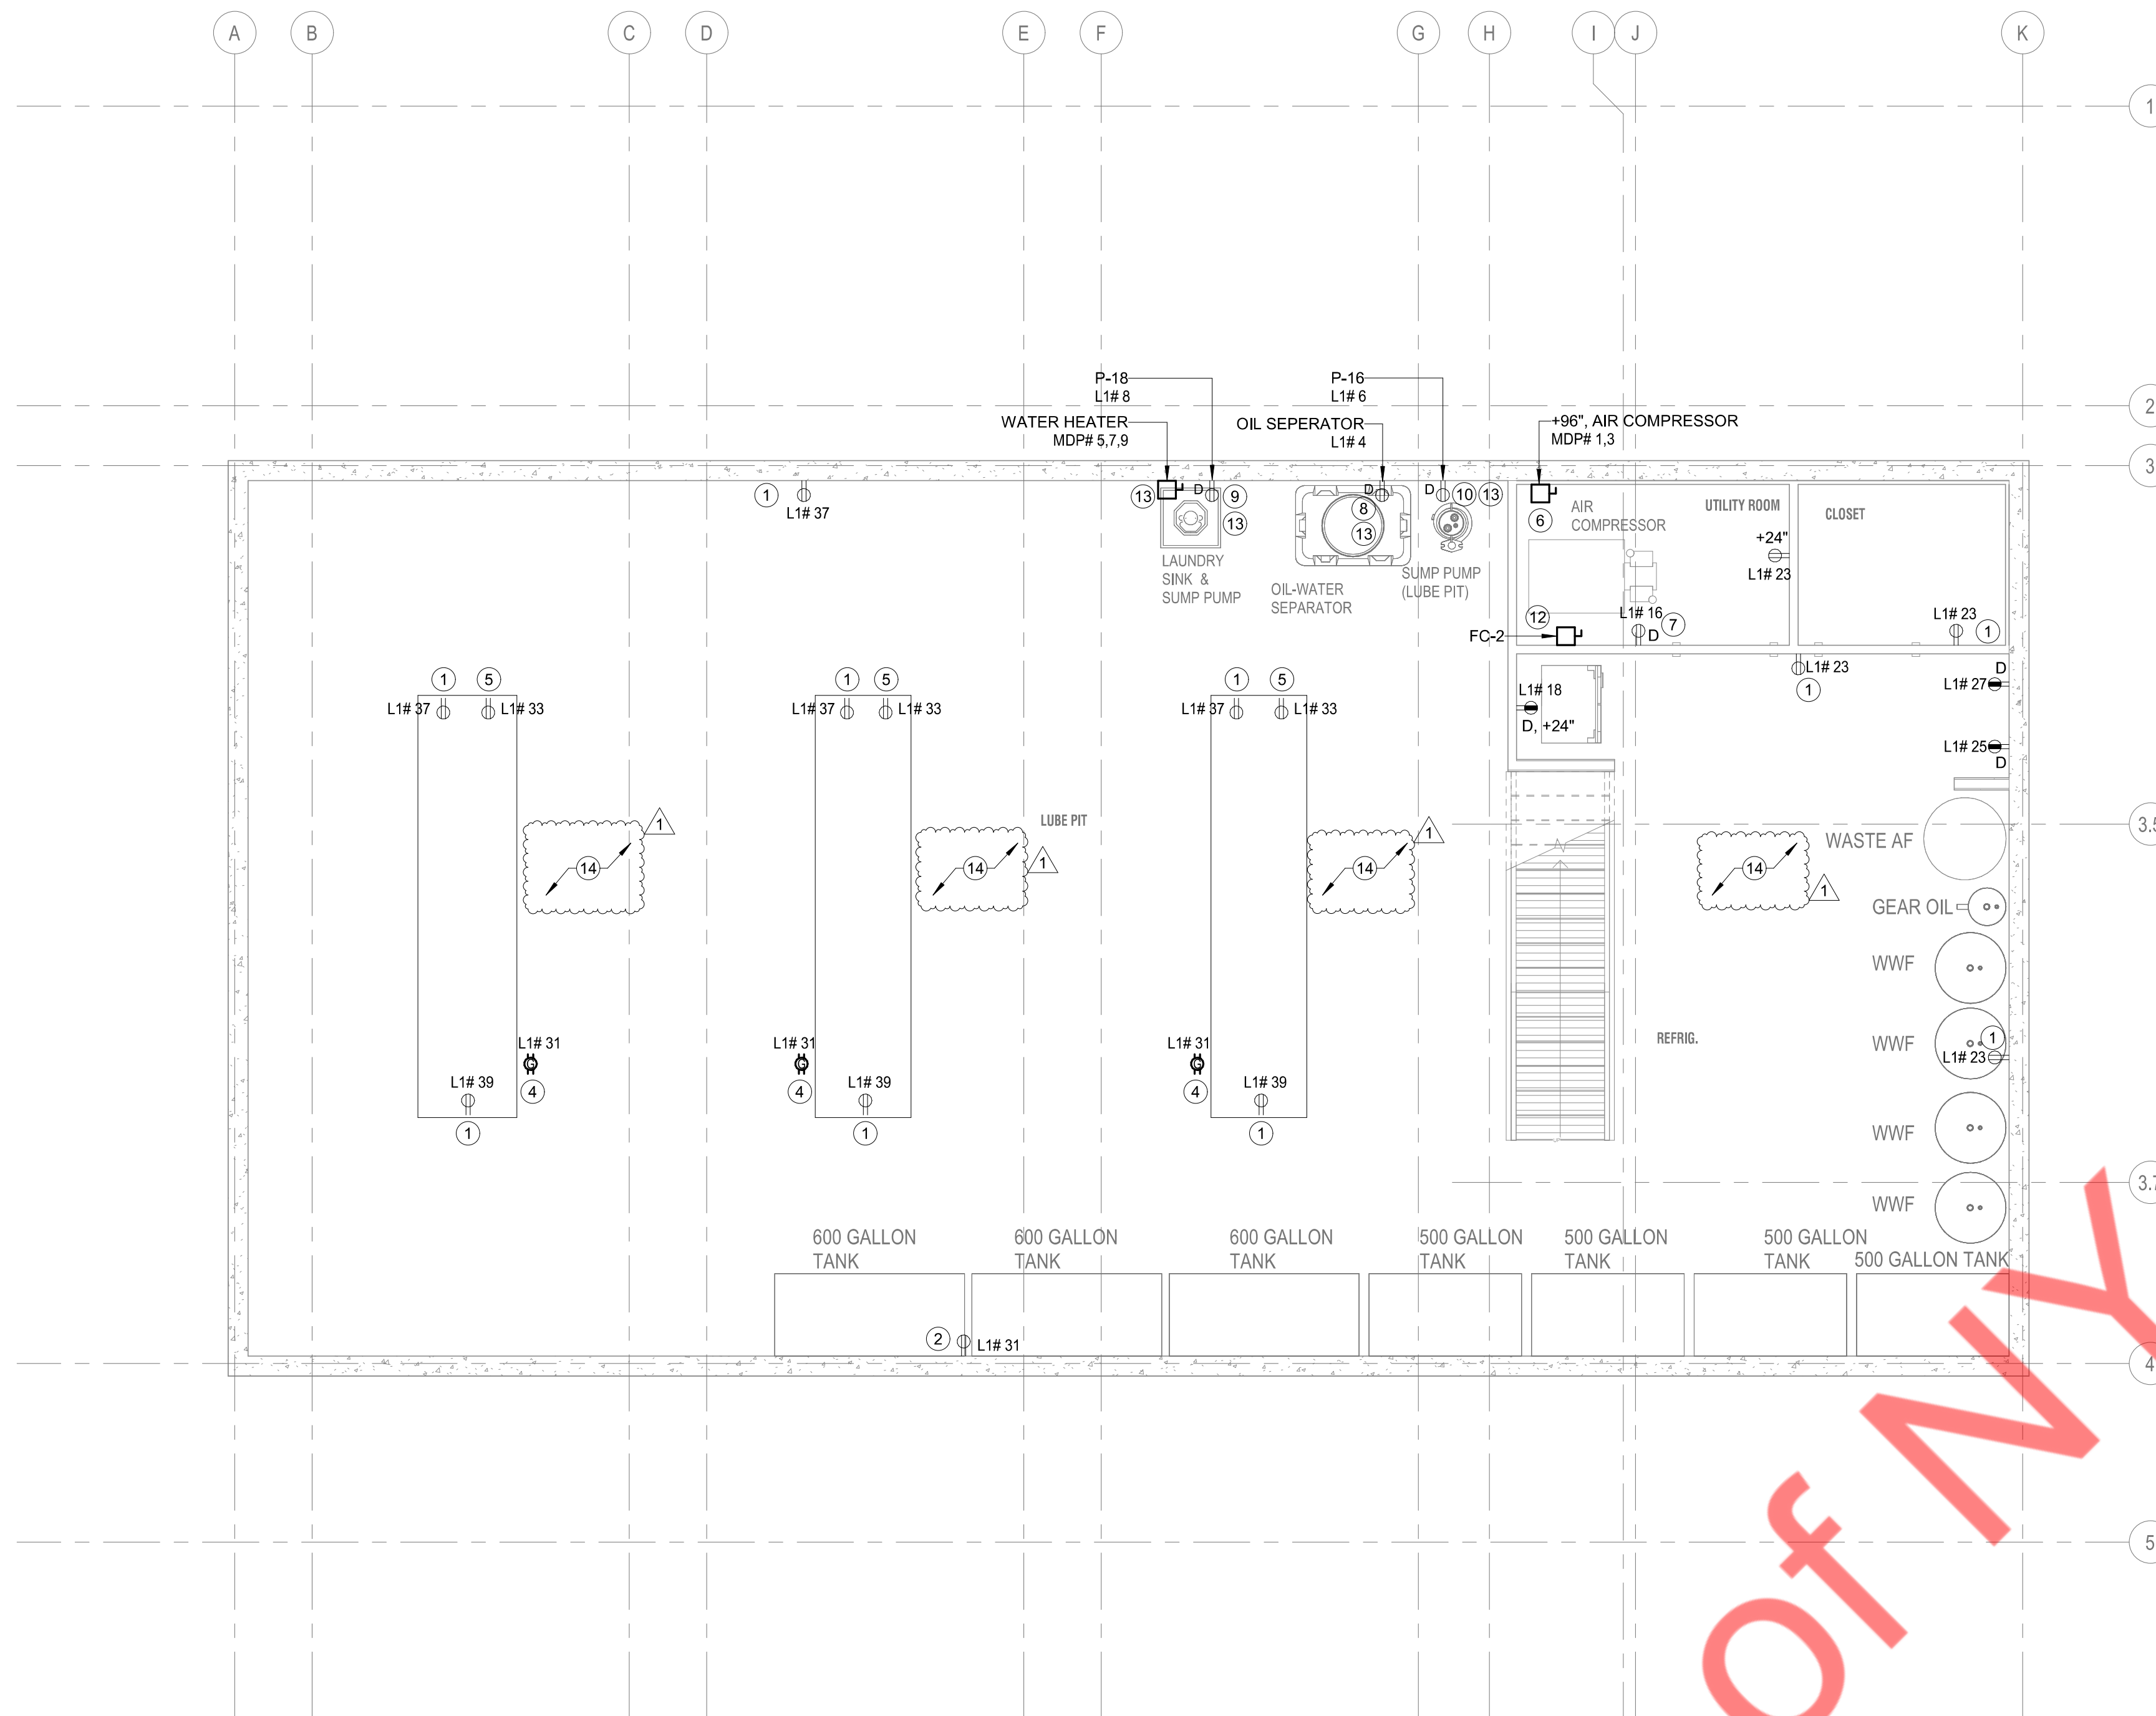 A B C D E F G H I J K
1
2
3
P-18
L1# 8
WATER HEATER
MDP# 5,7,9
P-16
L1# 6
OIL SEPERATOR
L1# 4
+96", AIR COMPRESSOR
MDP# 1,3
1
L1# 37
13
D
9
13
LAUNDRY
SINK &
SUMP PUMP
D
8
13
OIL-WATER
SEPARATOR
D
10 13
SUMP PUMP
(LUBE PIT)
6
AIR
COMPRESSOR
UTILITY ROOM
+24"
L1# 23
CLOSET
12
FC-2
L1# 16
D
7
L1# 23
1
L1# 23
1
D
L1# 27
L1# 18
D, +24"
L1# 25
D
1 5
L1# 37 L1# 33
1 5
L1# 37 L1# 33
1 5
L1# 37 L1# 33
14
1
LUBE PIT
14
1
14
1
14
1
3.5
WASTE AF
GEAR OIL
WWF
WWF
1
L1# 23
REFRIG.
WWF
WWF
L1# 31
G
4
L1# 39
1
L1# 31
G
4
L1# 39
1
L1# 31
G
4
L1# 39
1
3.7
600 GALLON
TANK
600 GALLON
TANK
600 GALLON
TANK
500 GALLON
TANK
500 GALLON
TANK
500 GALLON
TANK
500 GALLON TANK
2
L1# 31
4
5
of NY